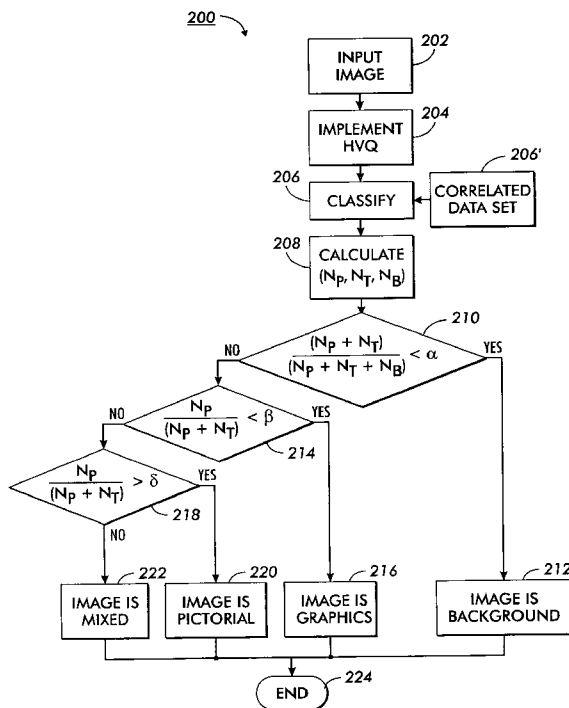 200
202
INPUT
IMAGE
204
IMPLEMENT
HVQ
206'
206
CLASSIFY
CORRELATED
DATA SET
208
CALCULATE
(NP, NT, NB)
210
NO
(NP + NT)
(NP + NT + NB)
< α
YES
NO
NP
(NP + NT)
< β
YES
214
NP
(NP + NT)
> δ
YES
218
NO
222
220
216
212
IMAGE IS
MIXED
IMAGE IS
PICTORIAL
IMAGE IS
GRAPHICS
IMAGE IS
BACKGROUND
END
224